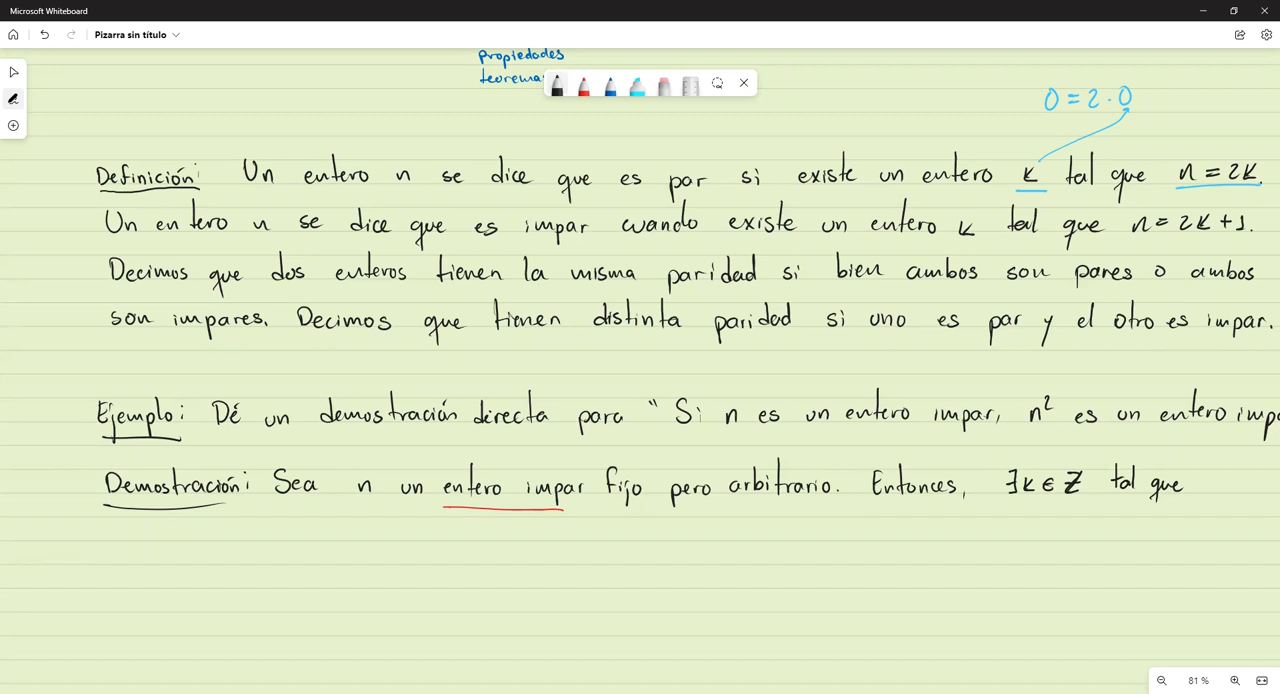 Microsoft Whiteboard
Pizarra sin título
Propiedades
teoremas
0 = 2 · 0
Definición: Un entero n se dice que es par si existe un entero k tal que n = 2k.
Un entero n se dice que es impar cuando existe un entero k tal que n = 2k + 1.
Decimos que dos enteros tienen la misma paridad si bien ambos son pares o ambos
son impares. Decimos que tienen distinta paridad si uno es par y el otro es impar.
Ejemplo: Dé un demostración directa para " Si n es un entero impar, n² es un entero impa
Demostración: Sea n un entero impar fijo pero arbitrario. Entonces, ∃k ∈ Z tal que
81 %